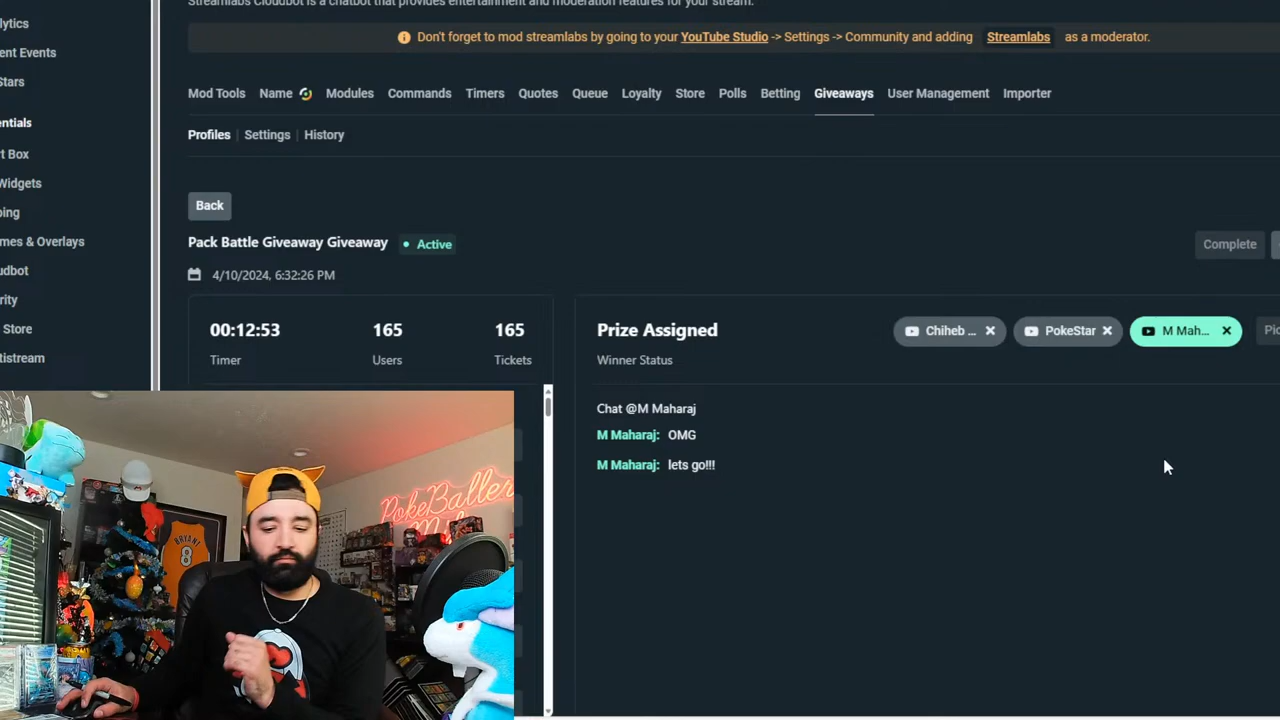 Streamlabs Cloudbot is a chatbot that provides entertainment and moderation features for your stream.
Don't forget to mod streamlabs by going to your YouTube Studio -> Settings -> Community and adding Streamlabs as a moderator.
Mod Tools Name Modules Commands Timers Quotes Queue Loyalty Store Polls Betting Giveaways User Management Importer
Profiles Settings History
Back
Pack Battle Giveaway Giveaway Active
Complete
4/10/2024, 6:32:26 PM
00:12:53 165 165
Timer Users Tickets
Prize Assigned
Winner Status
Chiheb ...
PokeStar
M Mah...
Chat @M Maharaj
M Maharaj: OMG
M Maharaj: lets go!!!
lytics
ent Events
Stars
entials
t Box
Widgets
ping
mes & Overlays
udbot
rity
Store
tistream
PokeBaller
BRYANT
8